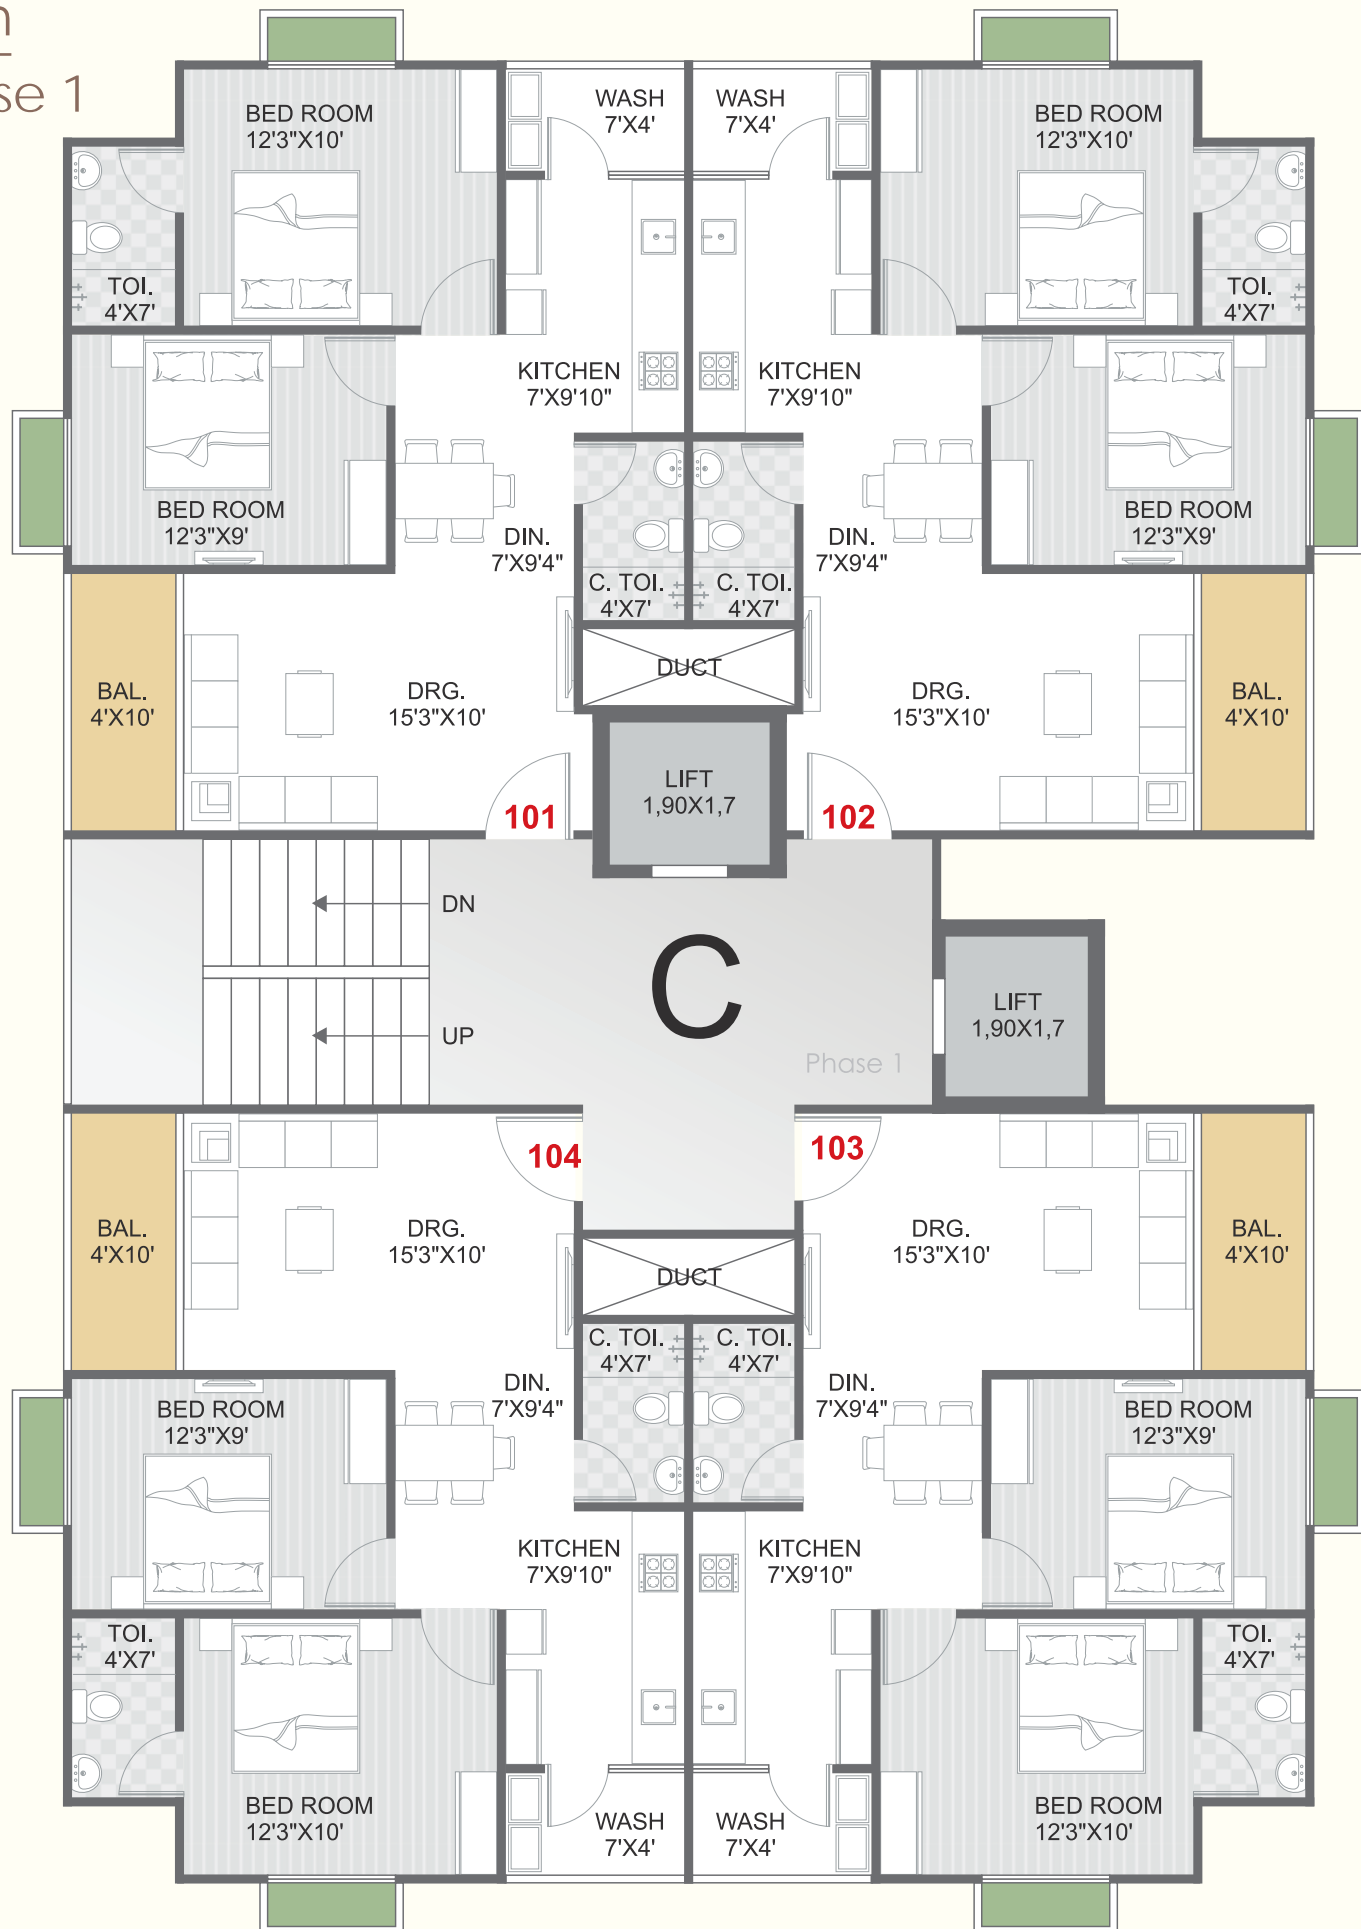 se 1
BED ROOM
12'3"X10'
WASH
7'X4'
WASH
7'X4'
BED ROOM
12'3"X10'
TOI.
4'X7'
TOI.
4'X7'
KITCHEN
7'X9'10"
KITCHEN
7'X9'10"
BED ROOM
12'3"X9'
DIN.
7'X9'4"
DIN.
7'X9'4"
BED ROOM
12'3"X9'
C. TOI.
4'X7'
C. TOI.
4'X7'
DUCT
BAL.
4'X10'
DRG.
15'3"X10'
DRG.
15'3"X10'
BAL.
4'X10'
LIFT
1,90X1,7
101
102
DN
C
LIFT
1,90X1,7
UP
Phase 1
104
103
BAL.
4'X10'
DRG.
15'3"X10'
DRG.
15'3"X10'
BAL.
4'X10'
DUCT
C. TOI.
4'X7'
C. TOI.
4'X7'
BED ROOM
12'3"X9'
DIN.
7'X9'4"
DIN.
7'X9'4"
BED ROOM
12'3"X9'
KITCHEN
7'X9'10"
KITCHEN
7'X9'10"
TOI.
4'X7'
TOI.
4'X7'
BED ROOM
12'3"X10'
WASH
7'X4'
WASH
7'X4'
BED ROOM
12'3"X10'